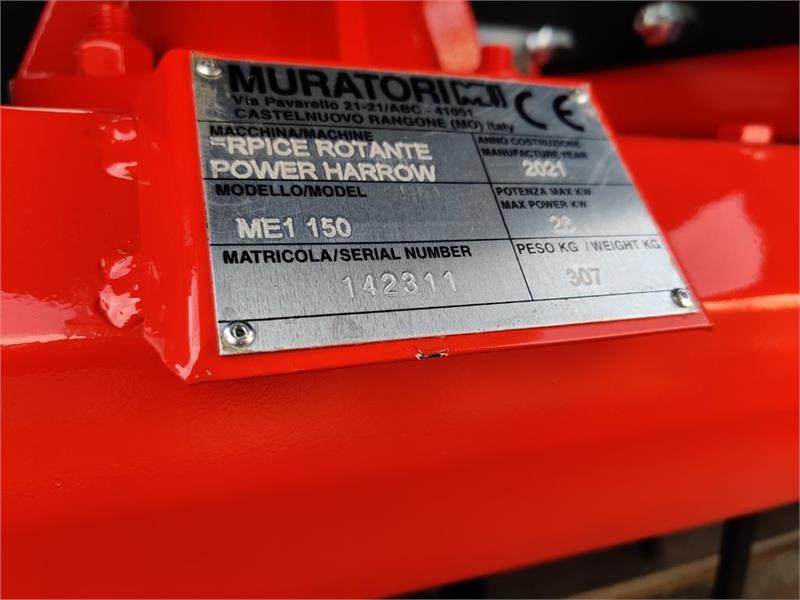 MURATORI
CE
Via Pavarello 21-21/ABC - 41051
CASTELNUOVO RANGONE (MO) Italy
MACCHINA/MACHINE
ERPICE ROTANTE
POWER HARROW
ANNO COSTRUZIONE
MANUFACTURE YEAR
2021
MODELLO/MODEL
ME1 150
POTENZA MAX KW
MAX POWER KW
28
MATRICOLA/SERIAL NUMBER
142311
PESO KG / WEIGHT KG
307